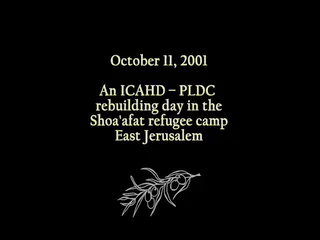 October 11, 2001
An ICAHD – PLDC
rebuilding day in the
Shoa'afat refugee camp
East Jerusalem